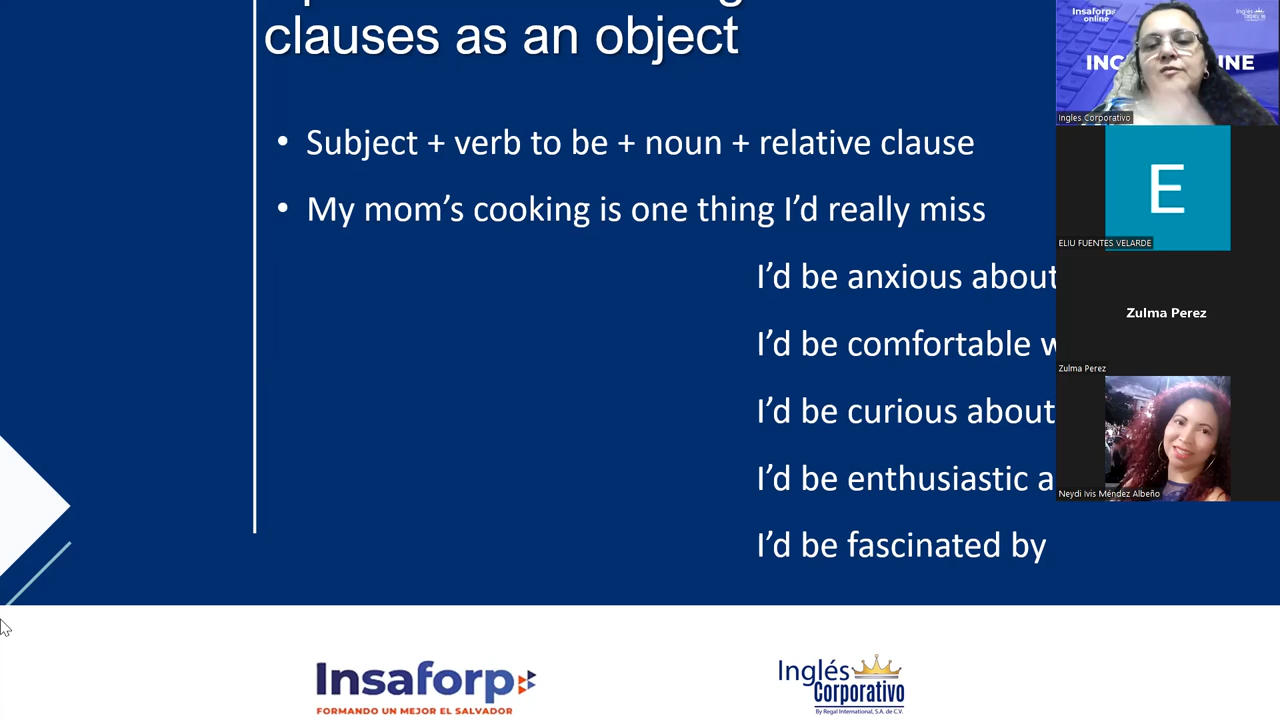 clauses as an object
• Subject + verb to be + noun + relative clause
• My mom’s cooking is one thing I’d really miss
I’d be anxious about
I’d be comfortable
I’d be curious about
I’d be enthusiastic
I’d be fascinated by
Insaforp
online
Ingles Corporativo
E
ELIU FUENTES VELARDE
Zulma Perez
Zulma Perez
Neydi Ivis Méndez Albeño
Insaforp
FORMANDO UN MEJOR EL SALVADOR
Inglés
Corporativo
By Regal International, S.A. de C.V.